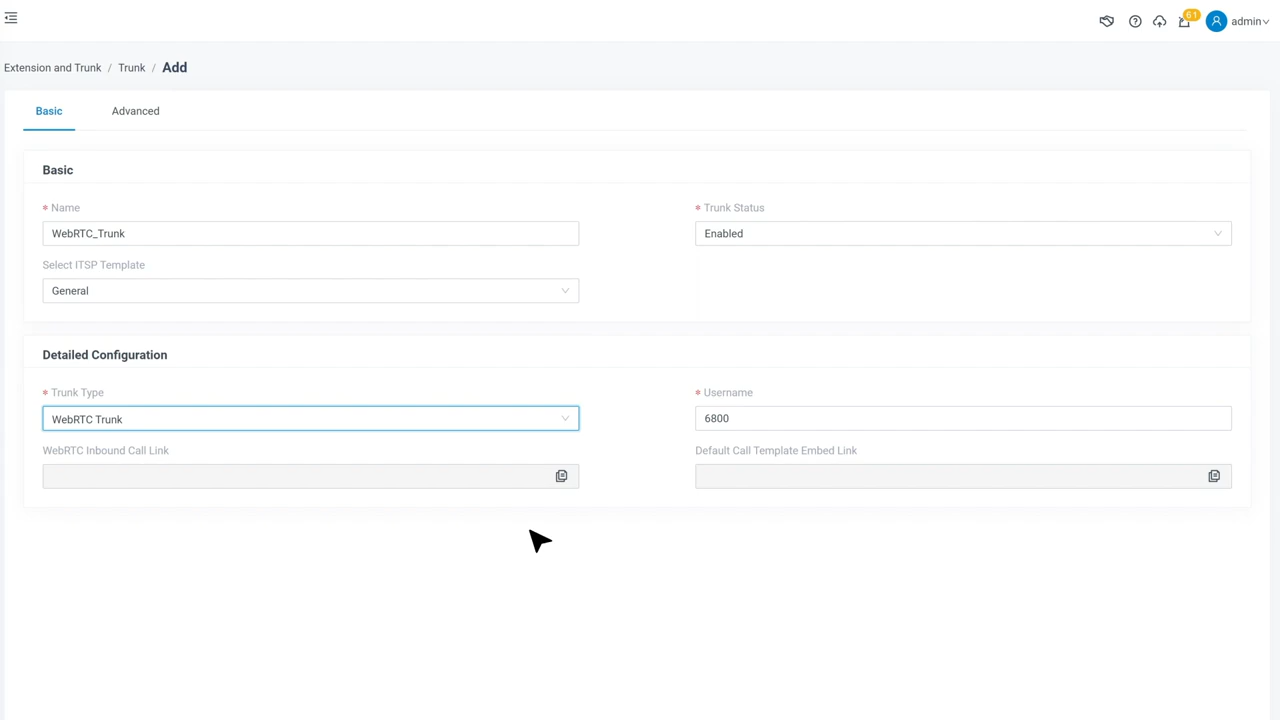 61
admin
Extension and Trunk / Trunk / Add
Basic Advanced
Basic
* Name * Trunk Status
WebRTC_Trunk Enabled
Select ITSP Template
General
Detailed Configuration
* Trunk Type * Username
WebRTC Trunk 6800
WebRTC Inbound Call Link Default Call Template Embed Link